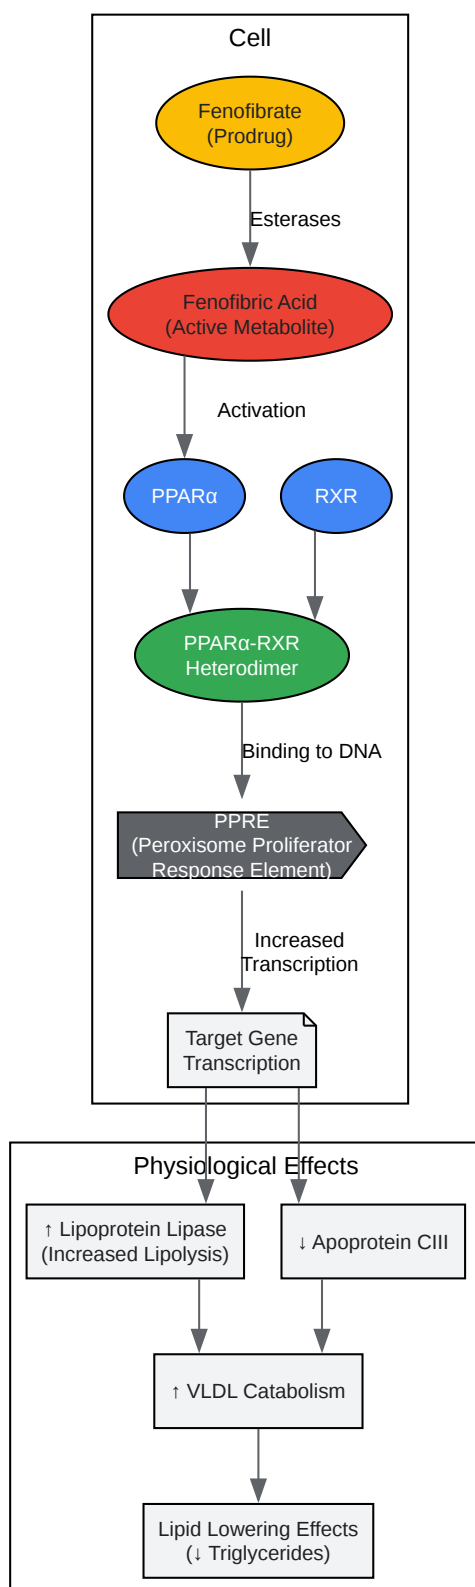 Cell
Fenofibrate
(Prodrug)
Esterases
Fenofibric Acid
(Active Metabolite)
Activation
PPARα
RXR
PPARα-RXR
Heterodimer
Binding to DNA
PPRE
(Peroxisome Proliferator
Response Element)
Increased
Transcription
Target Gene
Transcription
Physiological Effects
↑ Lipoprotein Lipase
(Increased Lipolysis)
↓ Apoprotein CIII
↑ VLDL Catabolism
Lipid Lowering Effects
(↓ Triglycerides)